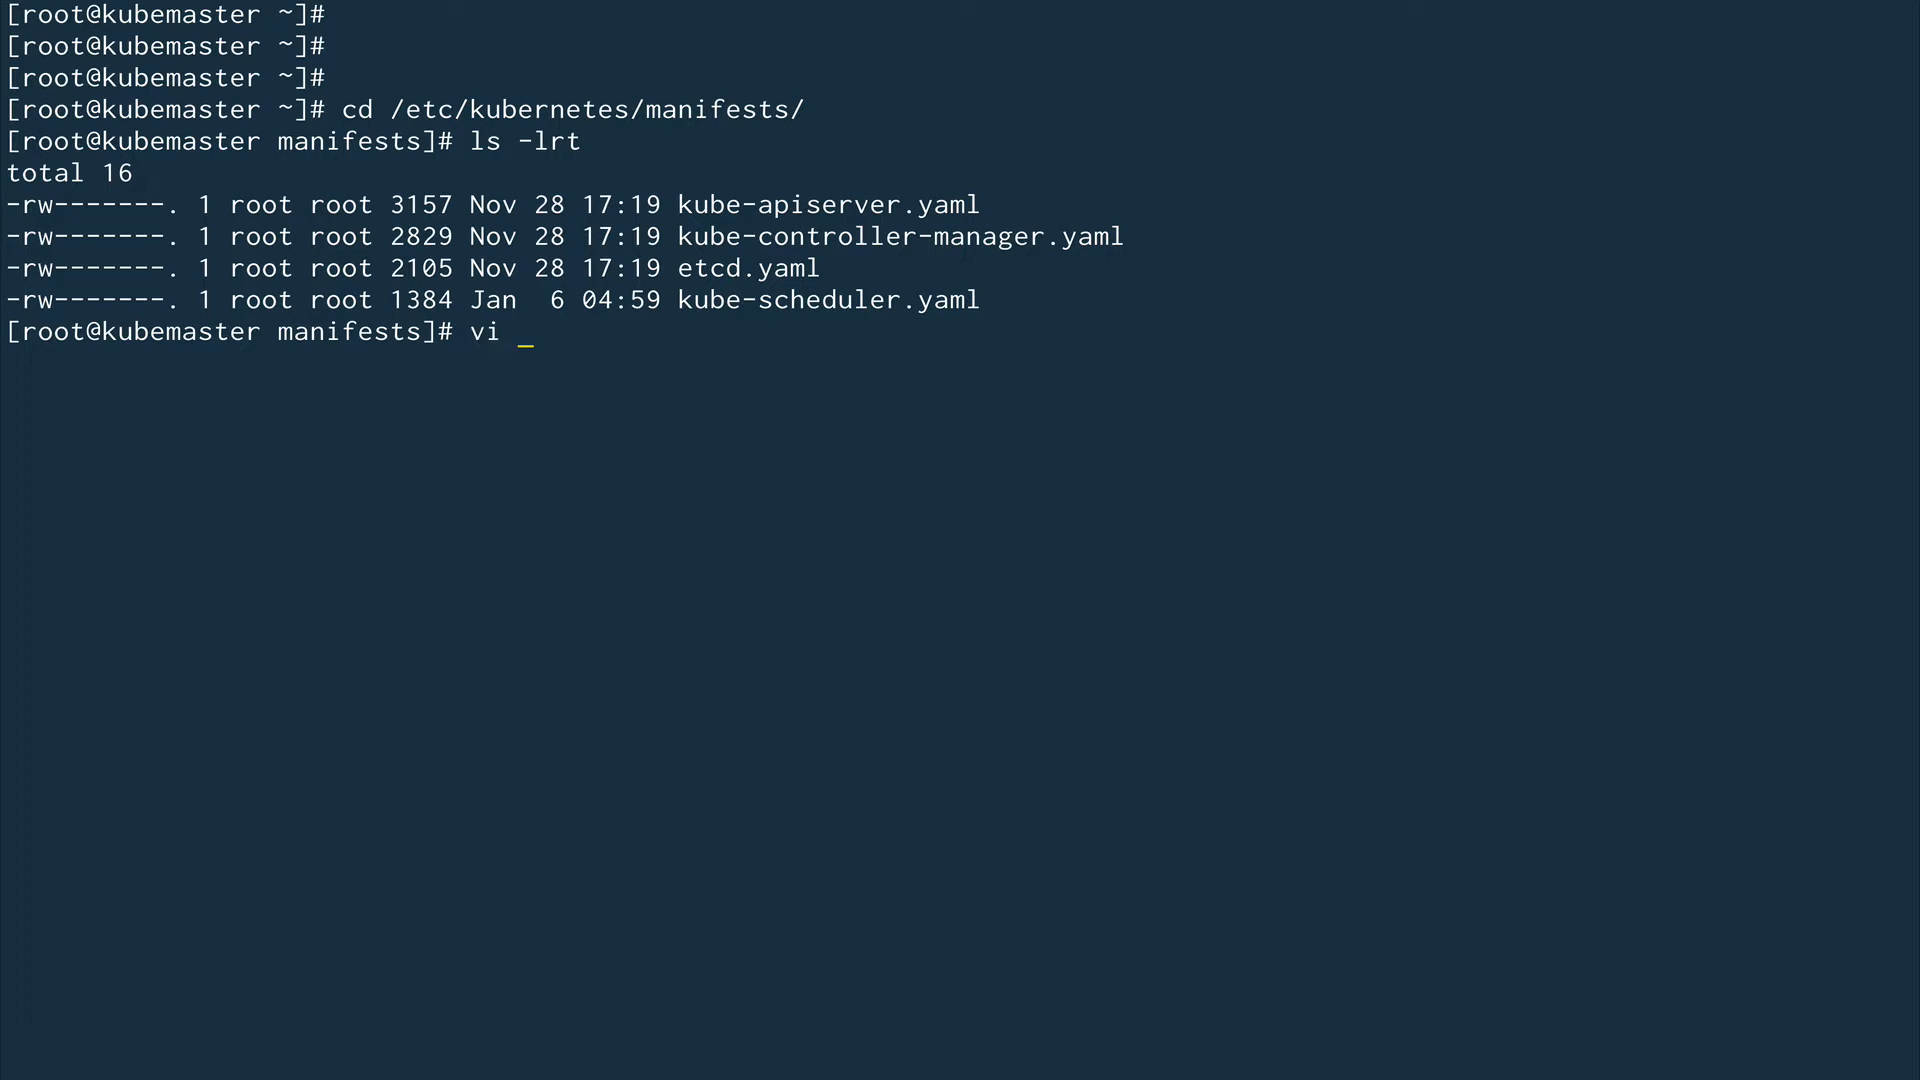 [root@kubemaster ~]#
[root@kubemaster ~]#
[root@kubemaster ~]#
[root@kubemaster ~]# cd /etc/kubernetes/manifests/
[root@kubemaster manifests]# ls -lrt
total 16
-rw-------. 1 root root 3157 Nov 28 17:19 kube-apiserver.yaml
-rw-------. 1 root root 2829 Nov 28 17:19 kube-controller-manager.yaml
-rw-------. 1 root root 2105 Nov 28 17:19 etcd.yaml
-rw-------. 1 root root 1384 Jan  6 04:59 kube-scheduler.yaml
[root@kubemaster manifests]# vi _